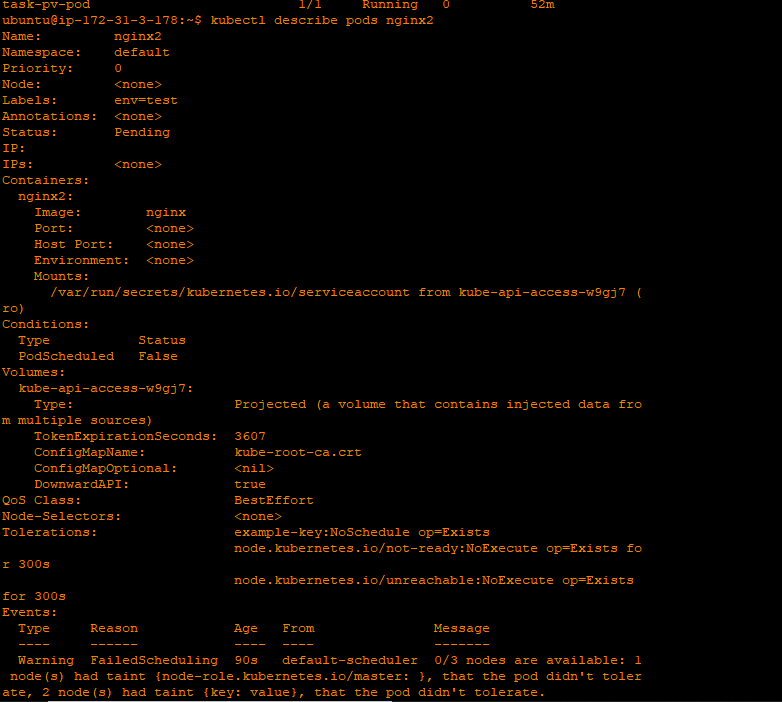 task-pv-pod                          1/1     Running   0          52m
ubuntu@ip-172-31-3-178:~$ kubectl describe pods nginx2
Name:         nginx2
Namespace:    default
Priority:     0
Node:         <none>
Labels:       env=test
Annotations:  <none>
Status:       Pending
IP:
IPs:          <none>
Containers:
  nginx2:
    Image:        nginx
    Port:         <none>
    Host Port:    <none>
    Environment:  <none>
    Mounts:
      /var/run/secrets/kubernetes.io/serviceaccount from kube-api-access-w9gj7 (
ro)
Conditions:
  Type           Status
  PodScheduled   False
Volumes:
  kube-api-access-w9gj7:
    Type:                    Projected (a volume that contains injected data fro
m multiple sources)
    TokenExpirationSeconds:  3607
    ConfigMapName:           kube-root-ca.crt
    ConfigMapOptional:       <nil>
    DownwardAPI:             true
QoS Class:                   BestEffort
Node-Selectors:              <none>
Tolerations:                 example-key:NoSchedule op=Exists
                             node.kubernetes.io/not-ready:NoExecute op=Exists fo
r 300s
                             node.kubernetes.io/unreachable:NoExecute op=Exists
for 300s
Events:
  Type     Reason            Age   From               Message
  ----     ------            ----  ----               -------
  Warning  FailedScheduling  90s   default-scheduler  0/3 nodes are available: 1
 node(s) had taint {node-role.kubernetes.io/master: }, that the pod didn't toler
ate, 2 node(s) had taint {key: value}, that the pod didn't tolerate.